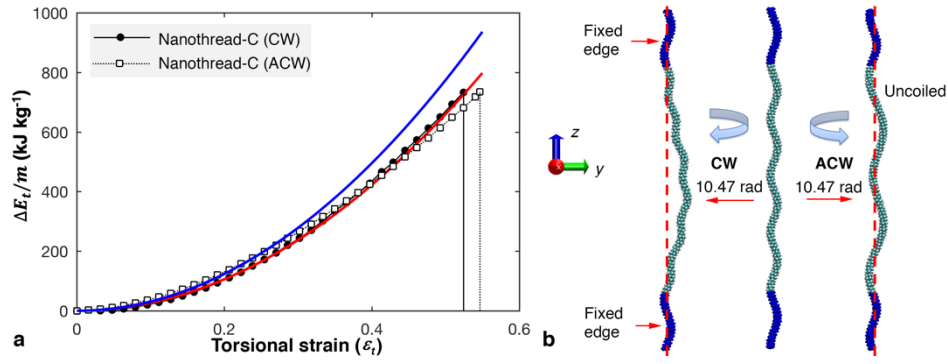 1000
800
600
400
200
0
0
0.2
0.4
0.6
ΔE_t/m (kJ kg⁻¹)
Torsional strain (ε_t)
Nanothread-C (CW)
Nanothread-C (ACW)
a
Fixed
edge
Uncoiled
z
y
CW
10.47 rad
ACW
10.47 rad
Fixed
edge
b